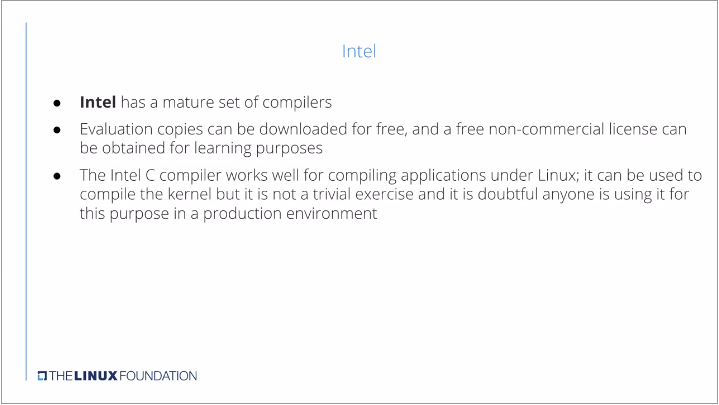 Intel
● Intel has a mature set of compilers
● Evaluation copies can be downloaded for free, and a free non-commercial license can
be obtained for learning purposes
● The Intel C compiler works well for compiling applications under Linux; it can be used to
compile the kernel but it is not a trivial exercise and it is doubtful anyone is using it for
this purpose in a production environment
THE LINUX FOUNDATION